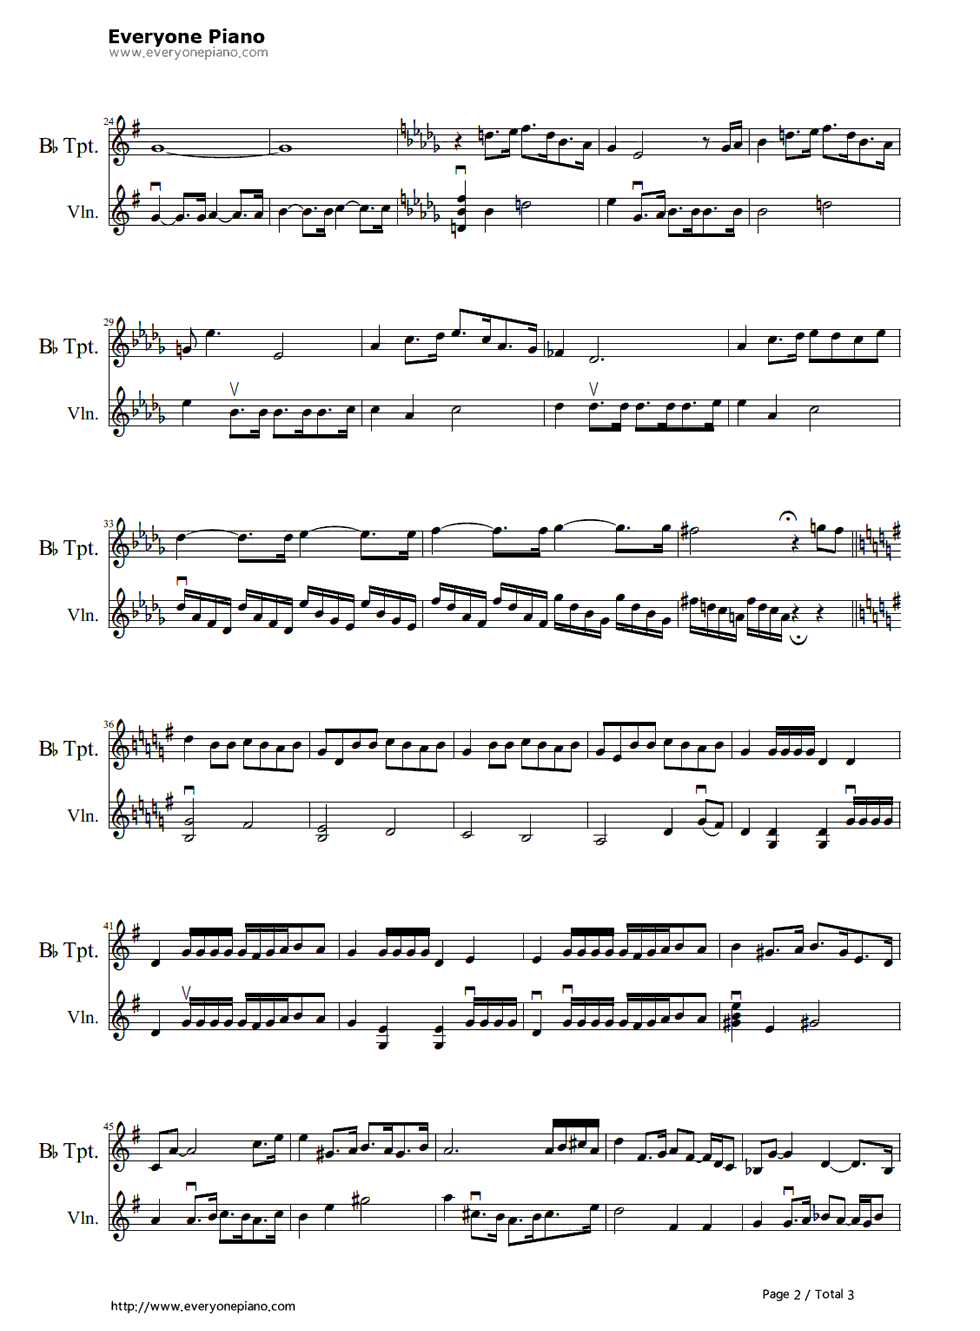 Everyone Piano
www.everyonepiano.com
24
B♭ Tpt.
Vln.
29
B♭ Tpt.
Vln.
33
B♭ Tpt.
Vln.
36
B♭ Tpt.
Vln.
41
B♭ Tpt.
Vln.
45
B♭ Tpt.
Vln.
Page 2 / Total 3
http://www.everyonepiano.com